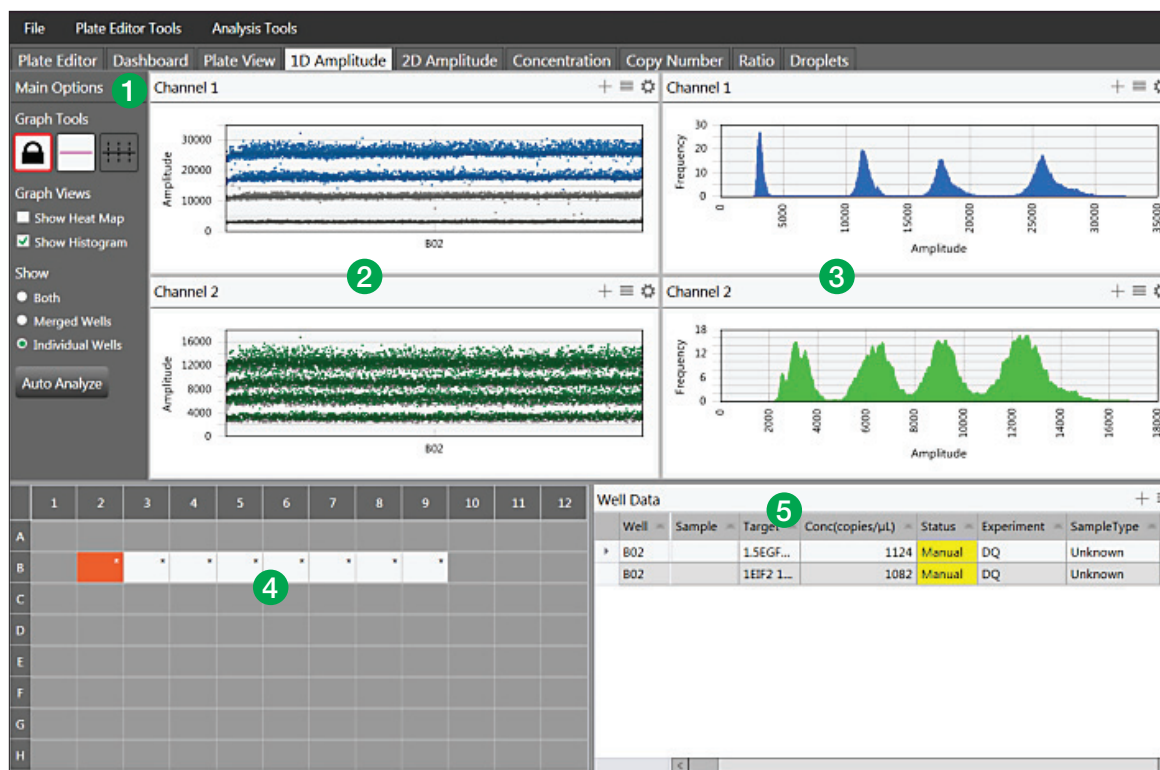 File Plate Editor Tools Analysis Tools
Plate Editor Dashboard Plate View 1D Amplitude 2D Amplitude Concentration Copy Number Ratio Droplets
Main Options 1
Graph Tools
Graph Views
Show Heat Map
Show Histogram
Show
Both
Merged Wells
Individual Wells
Auto Analyze
Channel 1
Amplitude
30000
20000
10000
0
B02
Channel 1
Frequency
30
20
10
0
0 5000 10000 15000 20000 25000 30000 35000
Amplitude
2
3
Channel 2
Amplitude
16000
12000
8000
4000
0
B02
Channel 2
Frequency
18
12
6
0
0 2000 4000 6000 8000 10000 12000 14000 16000 18000
Amplitude
1 2 3 4 5 6 7 8 9 10 11 12
A
B * * * * * * * *
4
C
D
E
F
G
H
Well Data
5
Well Sample Target Conc(copies/µL) Status Experiment SampleType
B02 1.5EGF... 1124 Manual DQ Unknown
B02 1EIF2 1... 1082 Manual DQ Unknown